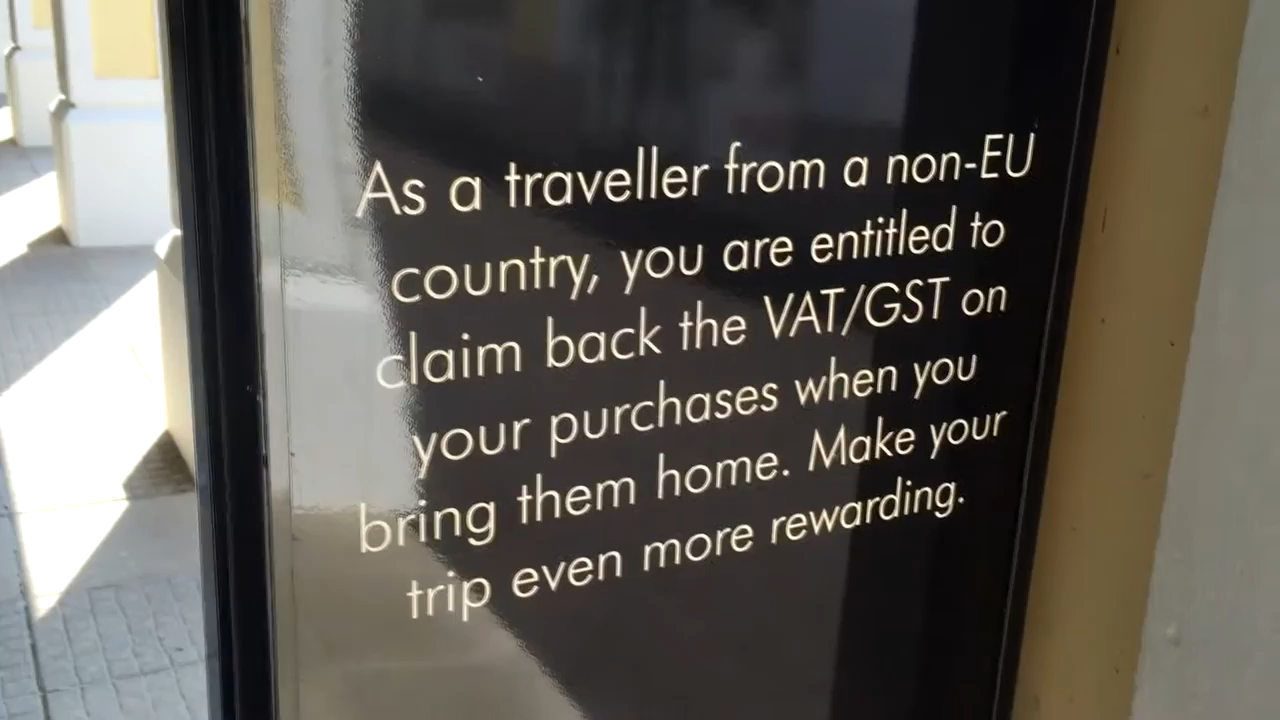 As a traveller from a non-EU
country, you are entitled to
claim back the VAT/GST on
your purchases when you
bring them home. Make your
trip even more rewarding.